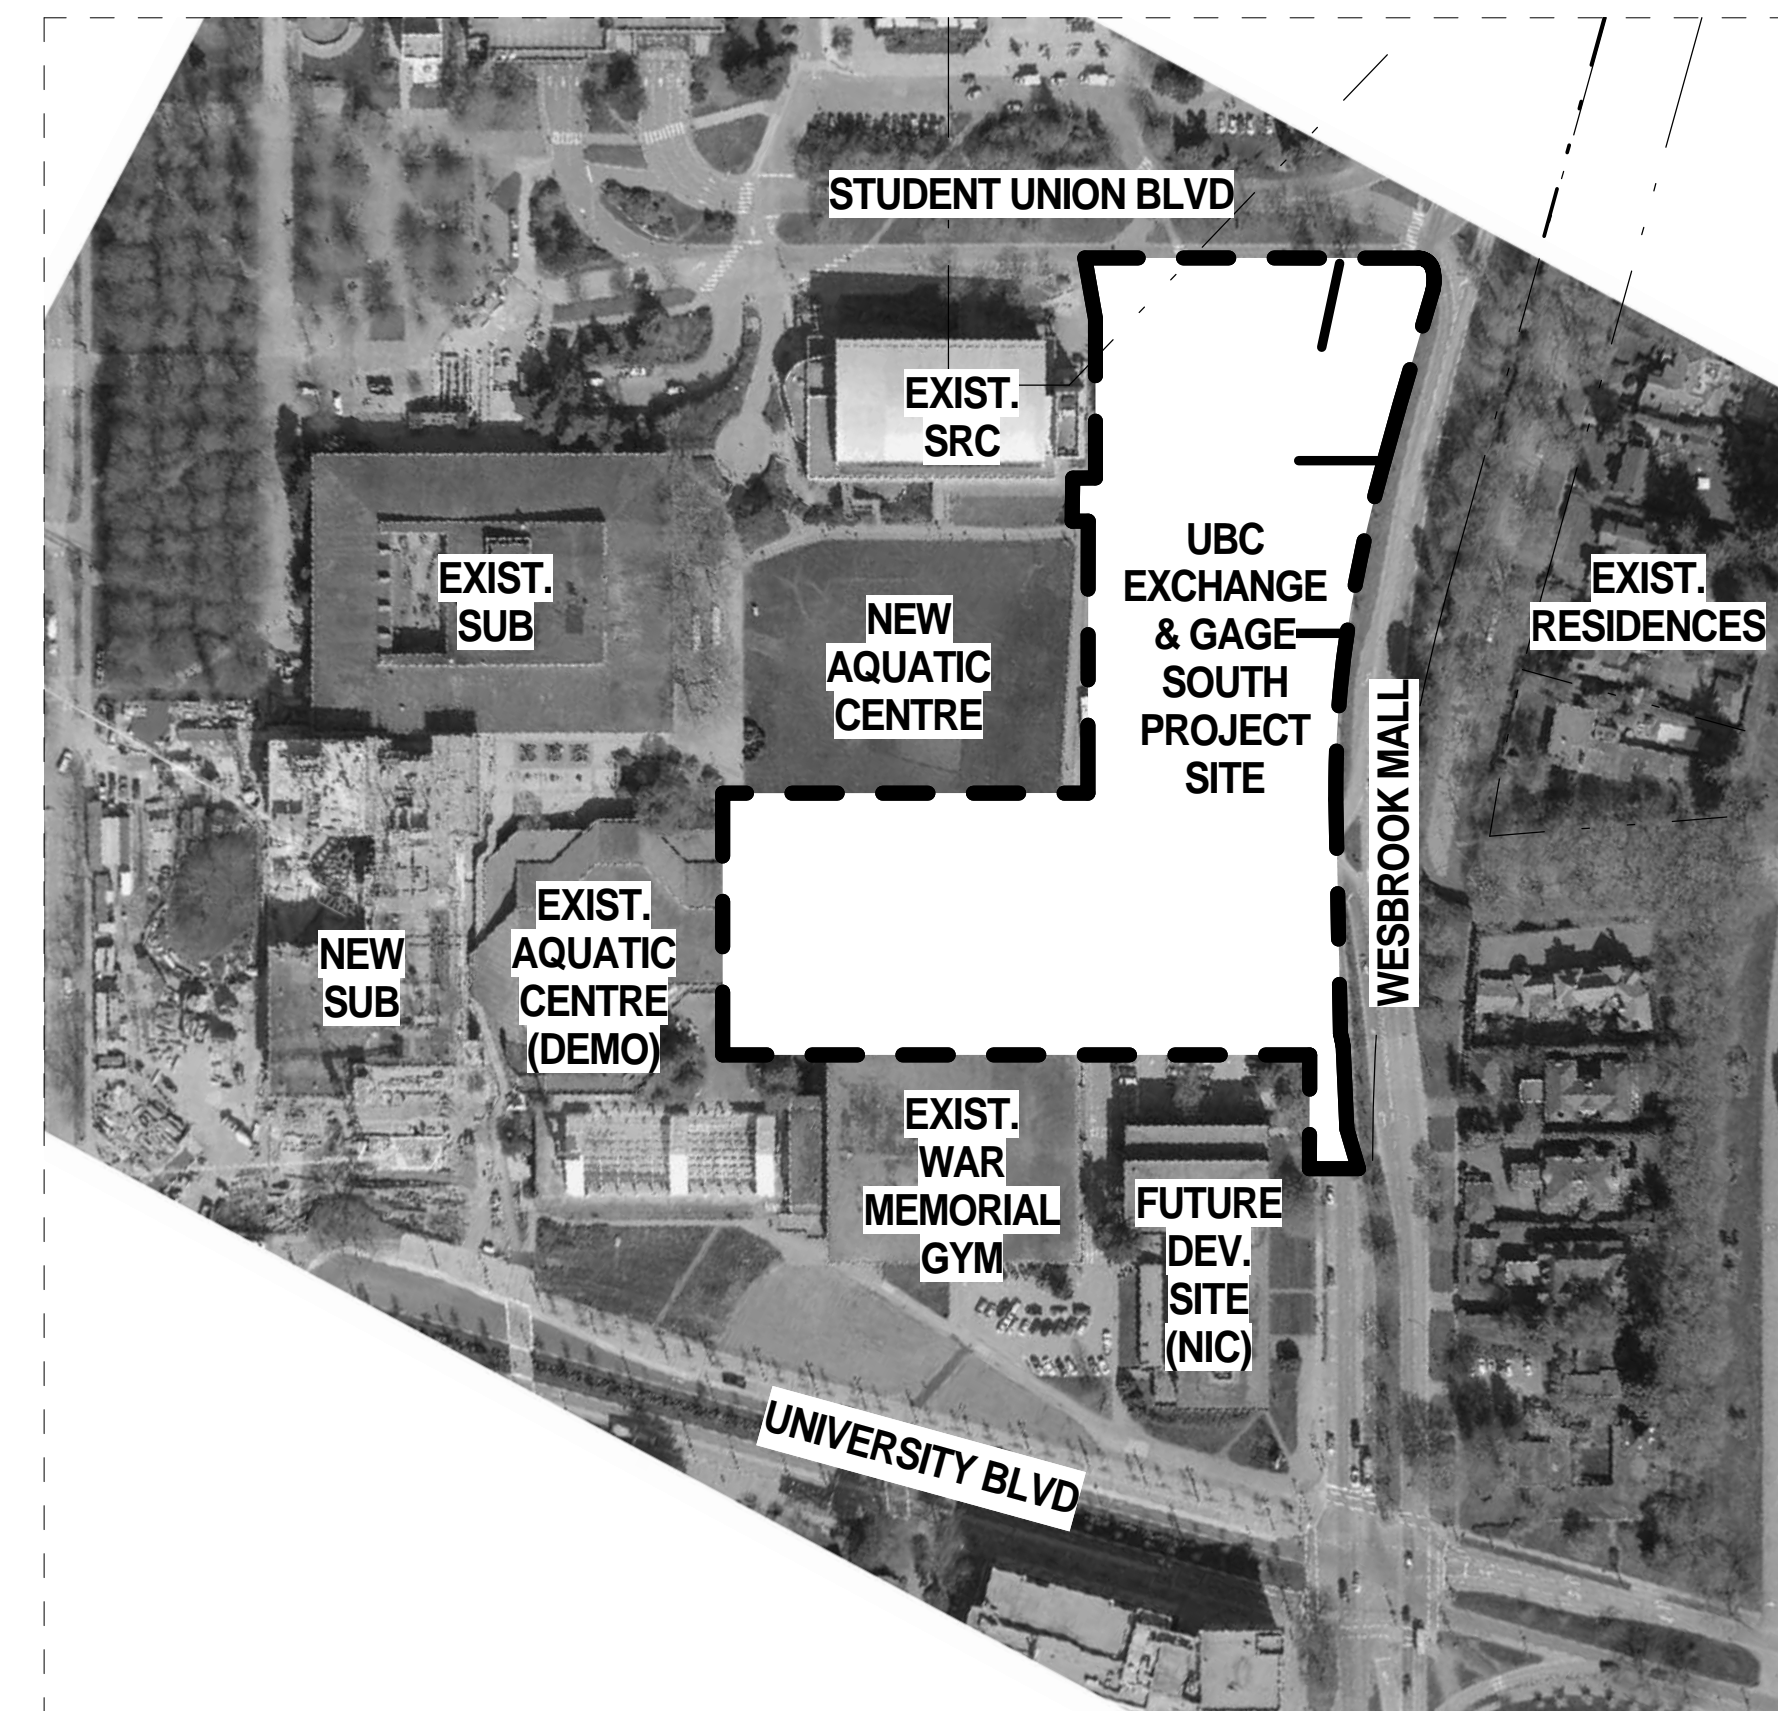 STUDENT UNION BLVD
EXIST.
SRC
UBC
EXCHANGE
& GAGE
SOUTH
PROJECT
SITE
EXIST.
SUB
EXIST.
RESIDENCES
NEW
AQUATIC
CENTRE
WESBROOK MALL
EXIST.
AQUATIC
CENTRE
(DEMO)
NEW
SUB
EXIST.
WAR
MEMORIAL
GYM
FUTURE
DEV.
SITE
(NIC)
UNIVERSITY BLVD